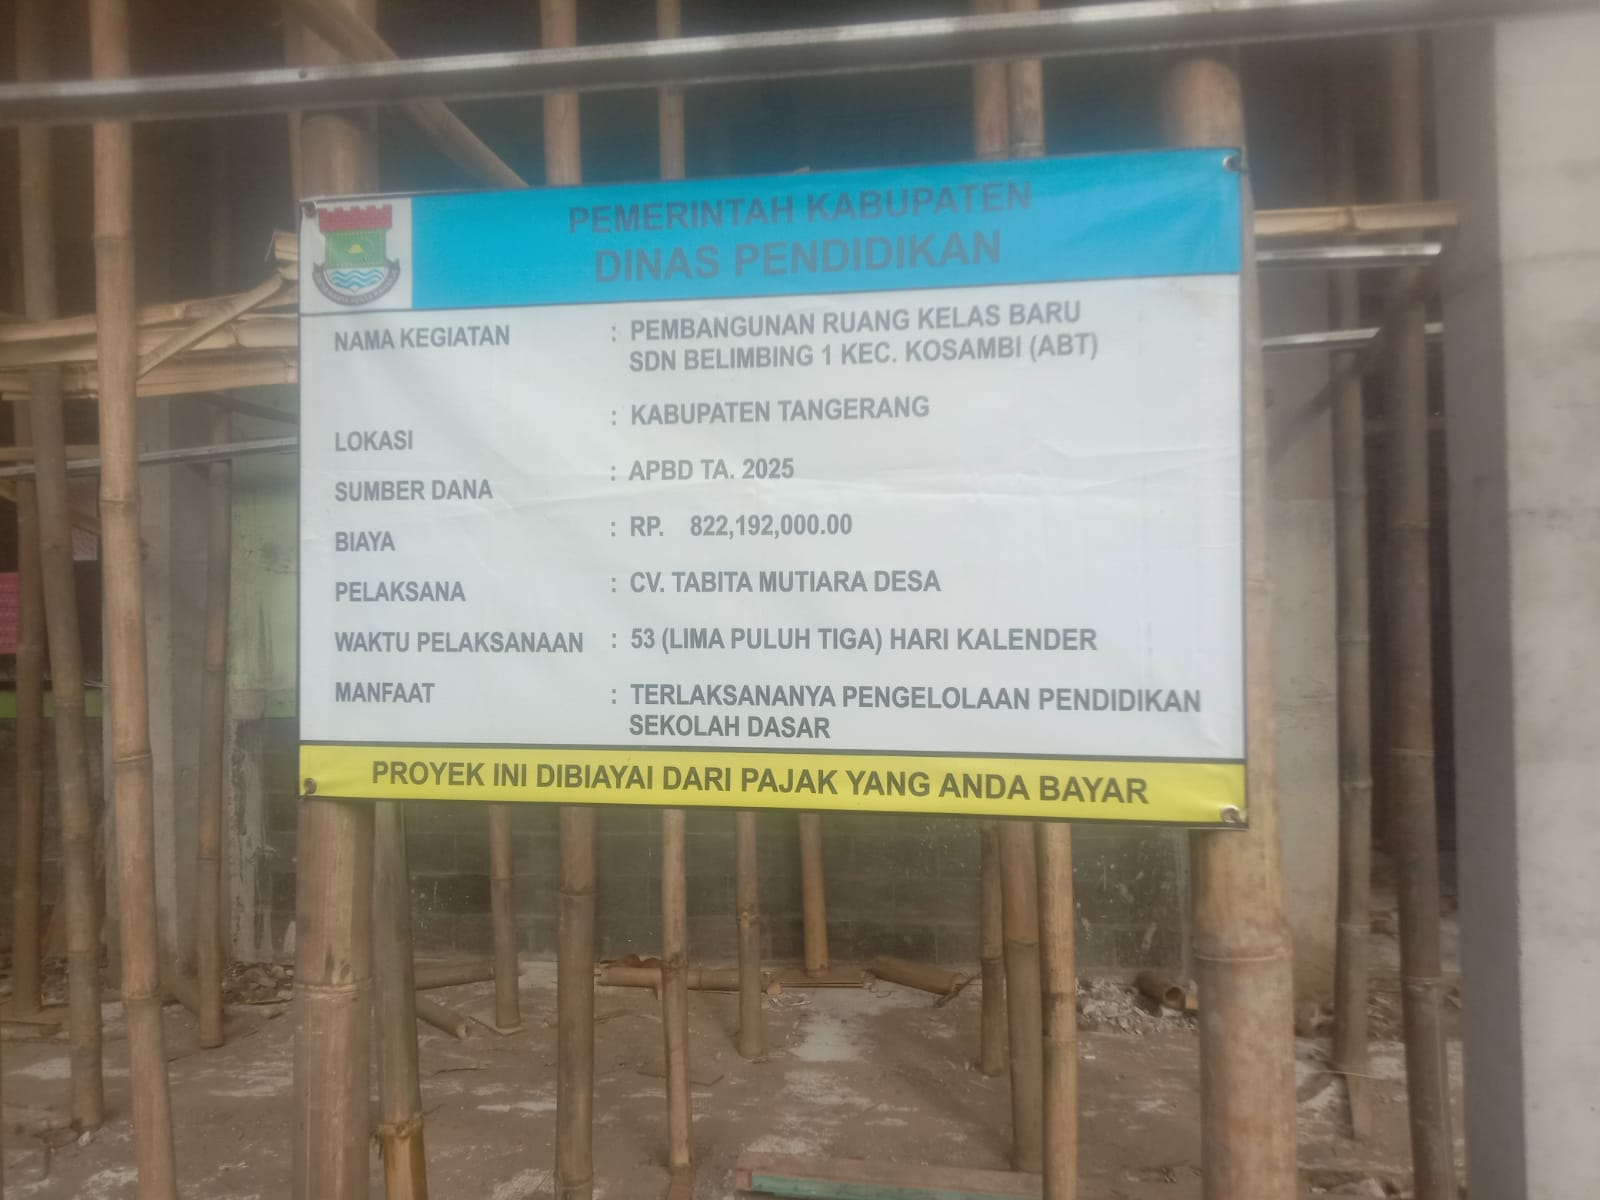 PEMERINTAH KABUPATEN
DINAS PENDIDIKAN
NAMA KEGIATAN : PEMBANGUNAN RUANG KELAS BARU
SDN BELIMBING 1 KEC. KOSAMBI (ABT)
LOKASI : KABUPATEN TANGERANG
SUMBER DANA : APBD TA. 2025
BIAYA : RP. 822,192,000.00
PELAKSANA : CV. TABITA MUTIARA DESA
WAKTU PELAKSANAAN : 53 (LIMA PULUH TIGA) HARI KALENDER
MANFAAT : TERLAKSANANYA PENGELOLAAN PENDIDIKAN
SEKOLAH DASAR
PROYEK INI DIBIAYAI DARI PAJAK YANG ANDA BAYAR